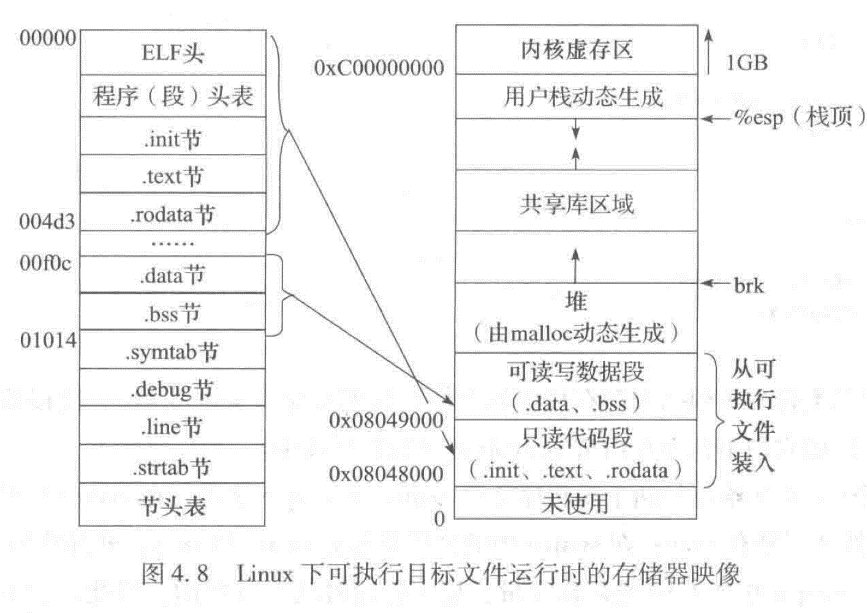 00000
ELF头
程序（段）头表
.init节
.text节
.rodata节
004d3
……
00f0c
.data节
.bss节
01014
.symtab节
.debug节
.line节
.strtab节
节头表
内核虚存区
1GB
0xC00000000
用户栈动态生成
%esp（栈顶）
共享库区域
brk
堆
（由malloc动态生成）
可读写数据段
（.data、.bss）
0x08049000
只读代码段
（.init、.text、.rodata）
0x08048000
未使用
0
从可
执行
文件
装入
图4.8 Linux下可执行目标文件运行时的存储器映像